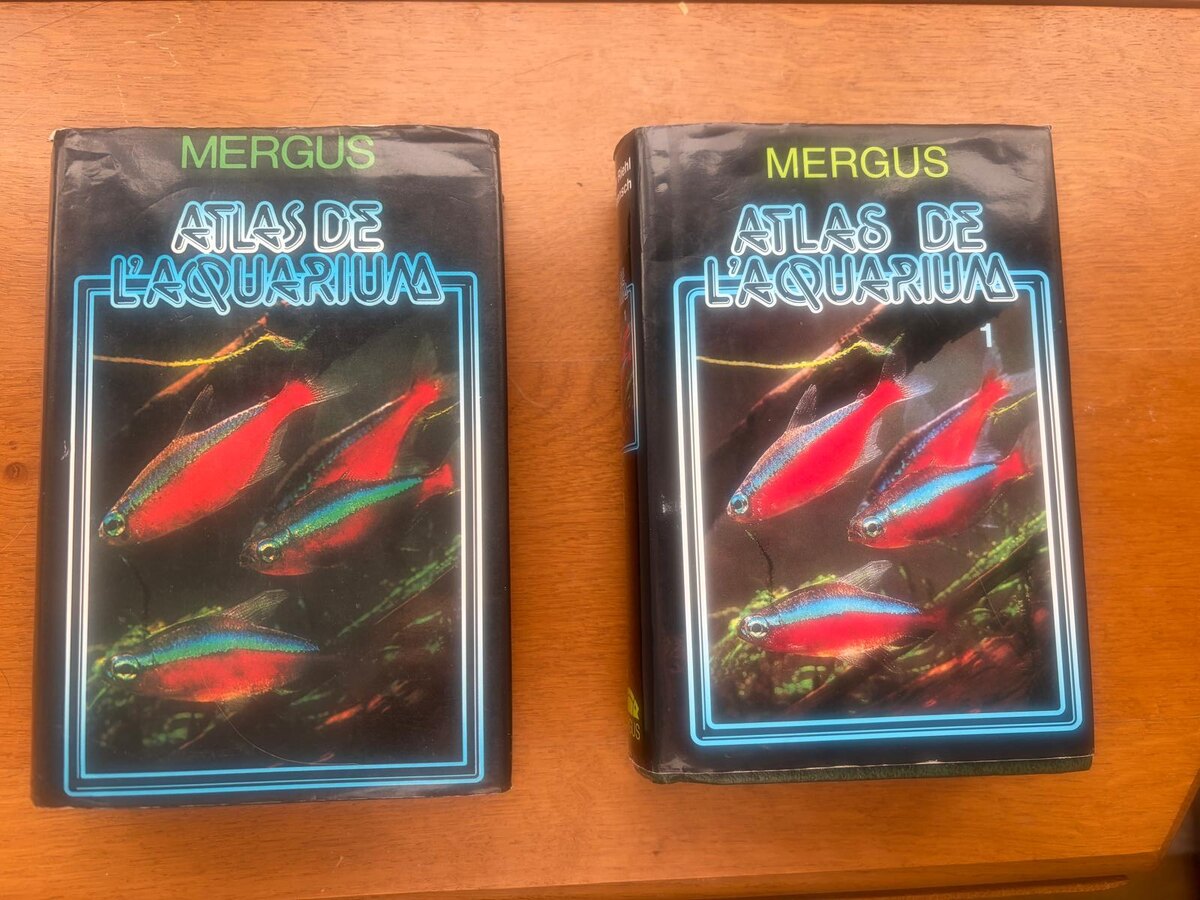 MERGUS
ATLAS DE
L'AQUARIUM
MERGUS
ATLAS DE
L'AQUARIUM
1